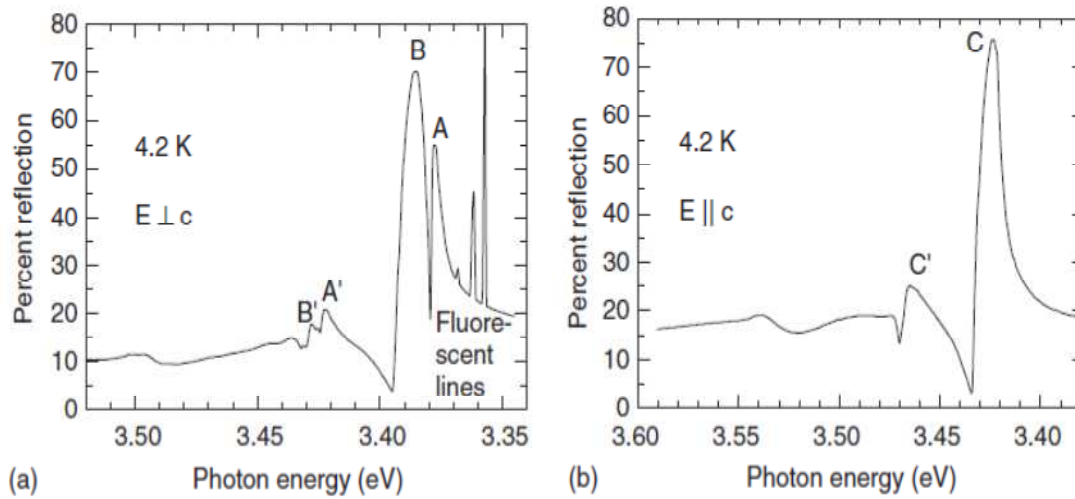 Percent reflection
80
70
60
50
40
30
20
10
0
4.2 K
E ⊥ c
B
A
B'
A'
Fluore-
scent
lines
3.50
3.45
3.40
3.35
(a)
Photon energy (eV)
Percent reflection
80
70
60
50
40
30
20
10
0
4.2 K
E || c
C
C'
3.60
3.55
3.50
3.45
3.40
(b)
Photon energy (eV)